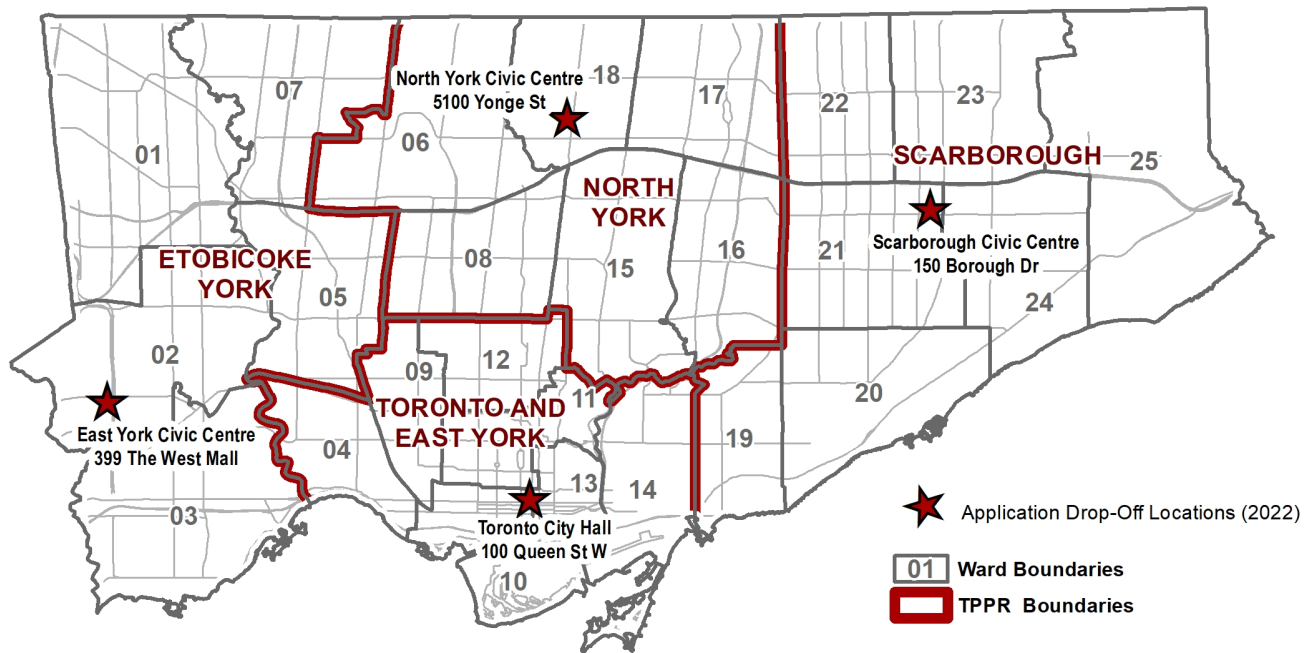 North York Civic Centre
5100 Yonge St
18
07
17
22
23
06
01
SCARBOROUGH
25
NORTH
YORK
Scarborough Civic Centre
150 Borough Dr
ETOBICOKE
YORK
08
15
16
21
05
24
02
12
09
11
20
East York Civic Centre
399 The West Mall
TORONTO AND
EAST YORK
04
19
03
13
14
Toronto City Hall
100 Queen St W
10
Application Drop-Off Locations (2022)
01 Ward Boundaries
TPPR Boundaries